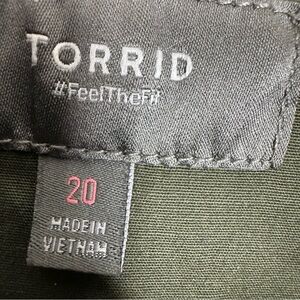 TORRID
#FeelTheFit
20
MADE IN
VIETNAM